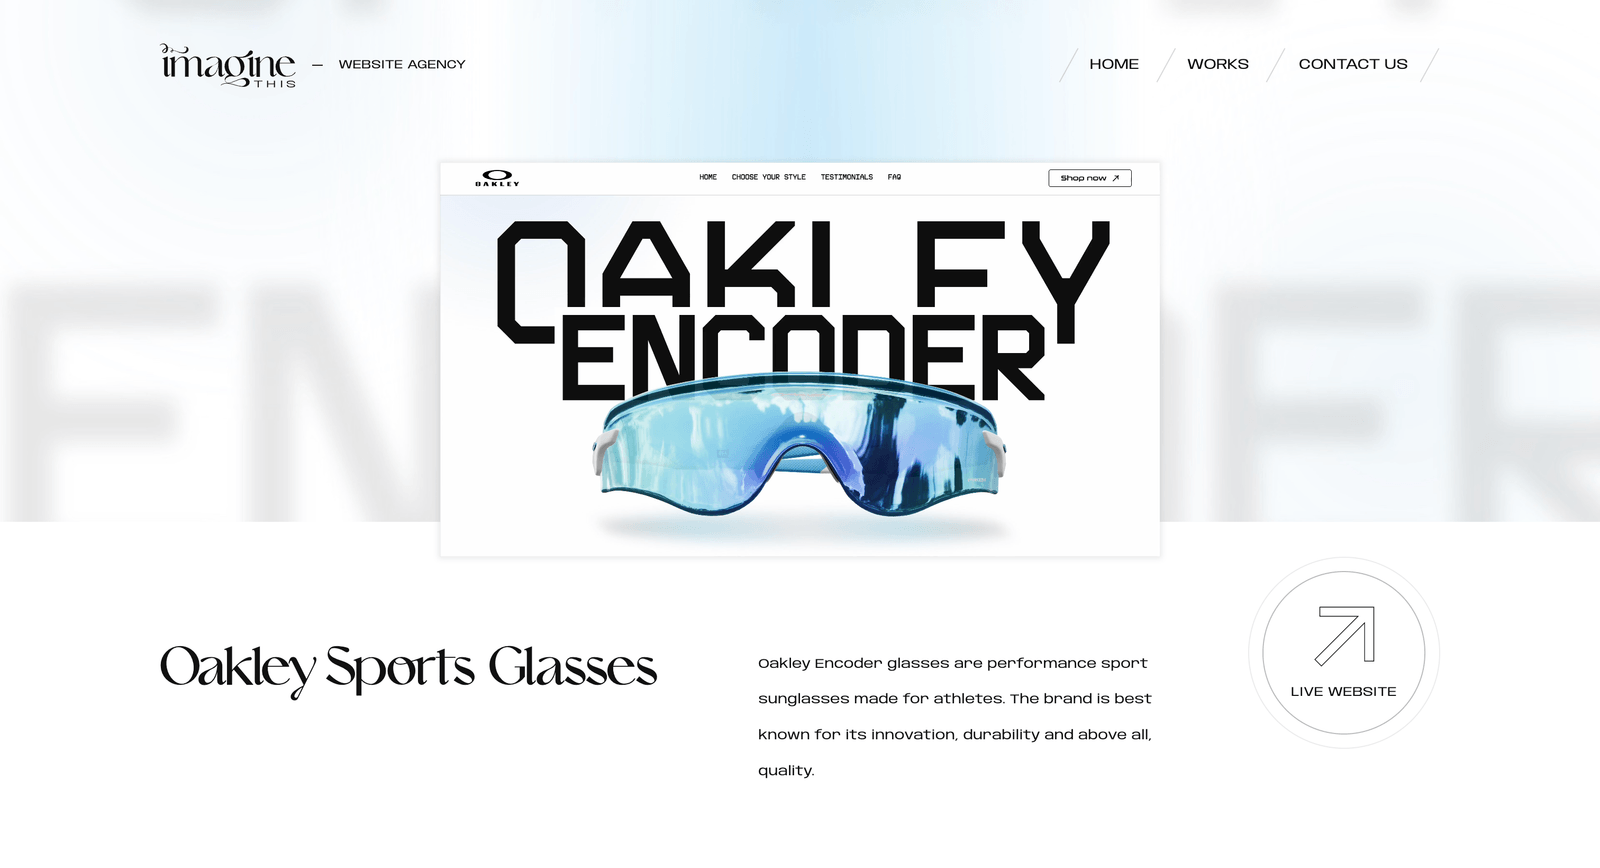 imagine
THIS
— WEBSITE AGENCY
HOME
WORKS
CONTACT US
OAKLEY
HOME
CHOOSE YOUR STYLE
TESTIMONIALS
FAQ
Shop now
OAKLEY
ENCODER
Oakley Sports Glasses
Oakley Encoder glasses are performance sport
sunglasses made for athletes. The brand is best
known for its innovation, durability and above all,
quality.
LIVE WEBSITE